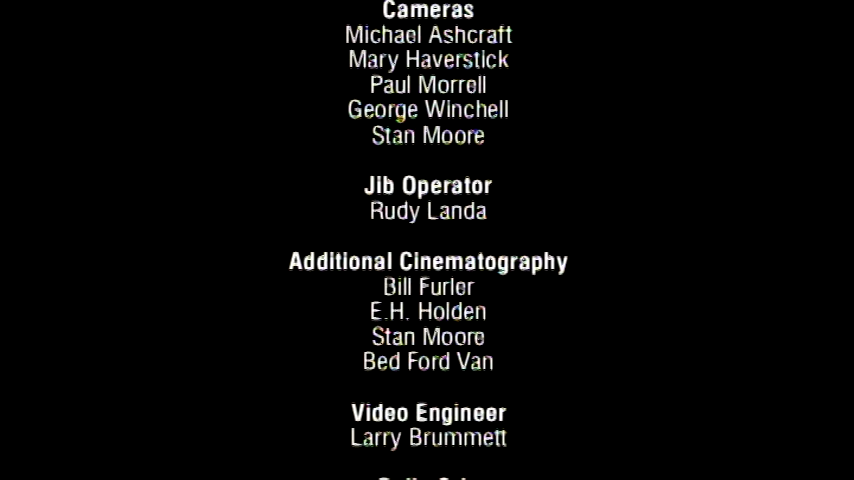 Cameras
Michael Ashcraft
Mary Haverstick
Paul Morrell
George Winchell
Stan Moore
Jib Operator
Rudy Landa
Additional Cinematography
Bill Furler
E.H. Holden
Stan Moore
Bed Ford Van
Video Engineer
Larry Brummett